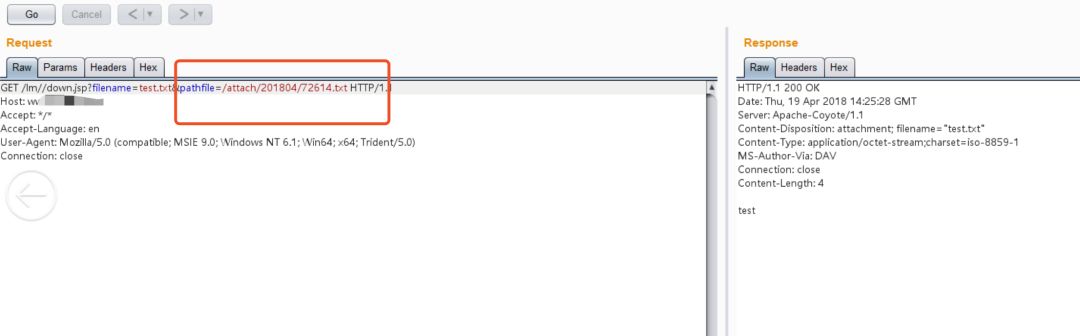 Go Cancel < | ▾ > | ▾
Request
Raw Params Headers Hex
GET /lm//down.jsp?filename=test.txt&pathfile=/attach/201804/72614.txt HTTP/1.1
Host:
Accept: */*
Accept-Language: en
User-Agent: Mozilla/5.0 (compatible; MSIE 9.0; Windows NT 6.1; Win64; x64; Trident/5.0)
Connection: close
Response
Raw Headers Hex
HTTP/1.1 200 OK
Date: Thu, 19 Apr 2018 14:25:28 GMT
Server: Apache-Coyote/1.1
Content-Disposition: attachment; filename="test.txt"
Content-Type: application/octet-stream;charset=iso-8859-1
MS-Author-Via: DAV
Connection: close
Content-Length: 4
test